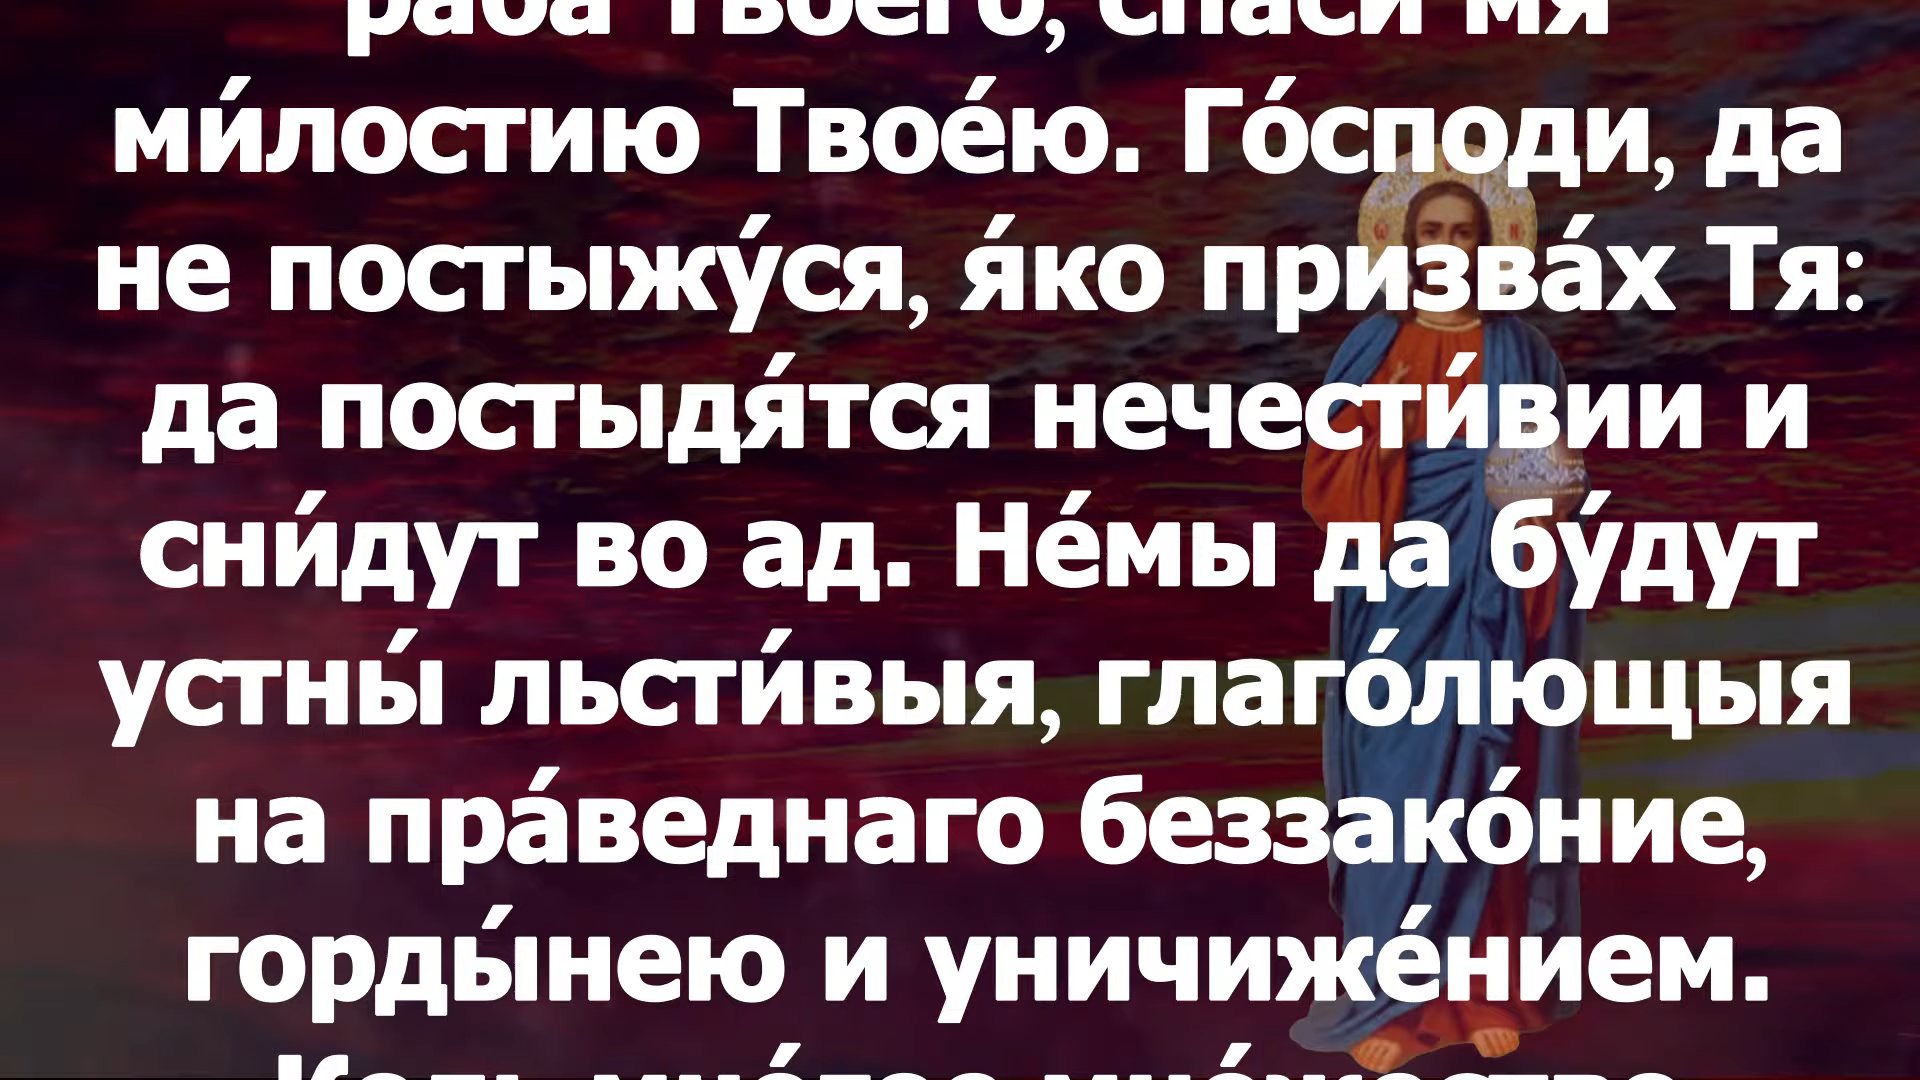 раба Твоего, спаси мя
ми́лостию Твое́ю. Го́споди, да
не постыжу́ся, я́ко призва́х Тя:
да постыдя́тся нечести́вии и
сни́дут во ад. Не́мы да бу́дут
устны́ льсти́выя, глаго́лющыя
на пра́веднаго беззако́ние,
горды́нею и уничиже́нием.
Коль мно́гое мно́жество